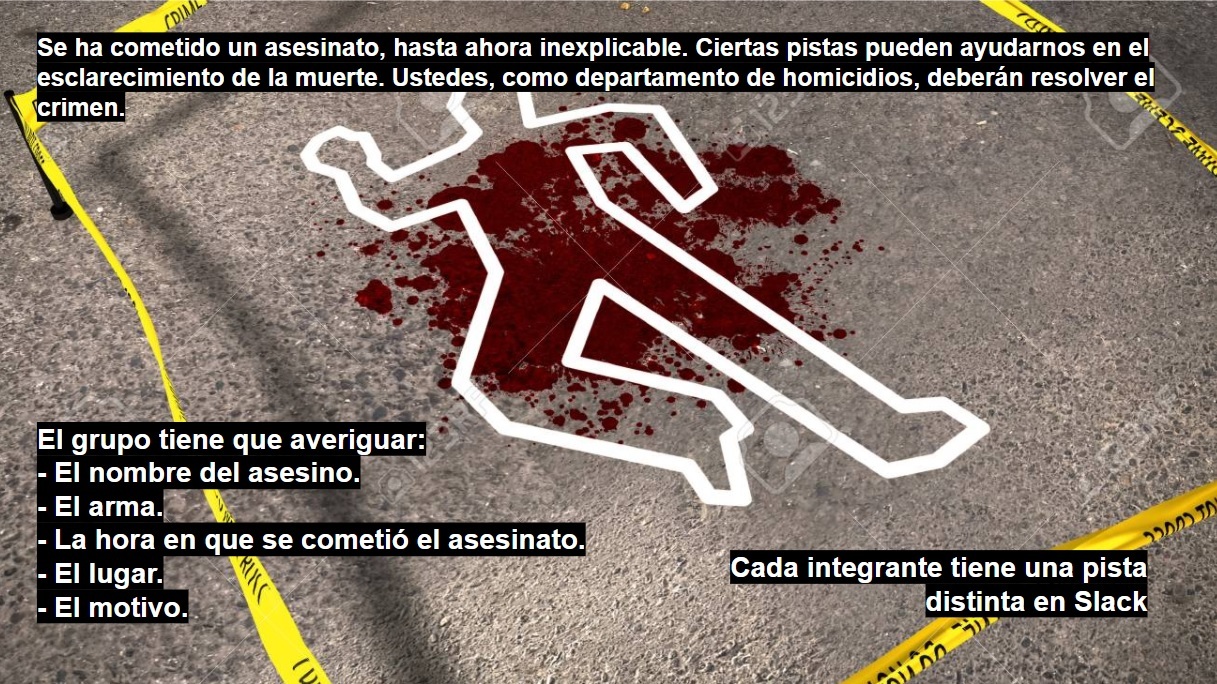 Se ha cometido un asesinato, hasta ahora inexplicable. Ciertas pistas pueden ayudarnos en el
esclarecimiento de la muerte. Ustedes, como departamento de homicidios, deberán resolver el
crimen.
El grupo tiene que averiguar:
- El nombre del asesino.
- El arma.
- La hora en que se cometió el asesinato.
- El lugar.
- El motivo.
Cada integrante tiene una pista
distinta en Slack